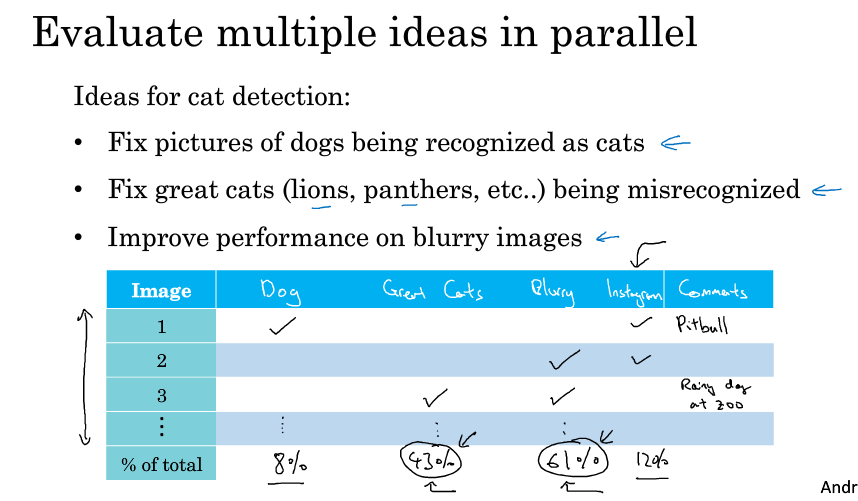 Evaluate multiple ideas in parallel
Ideas for cat detection:
• Fix pictures of dogs being recognized as cats
• Fix great cats (lions, panthers, etc..) being misrecognized
• Improve performance on blurry images
Image Dog Great Cats Blurry Instagram Comments
1 ✓ ✓ Pitbull
2 ✓ ✓
3 ✓ ✓ Rainy day at zoo
⋮ ⋮ ⋮ ⋮
% of total 8% 43% 61% 12%
Andr